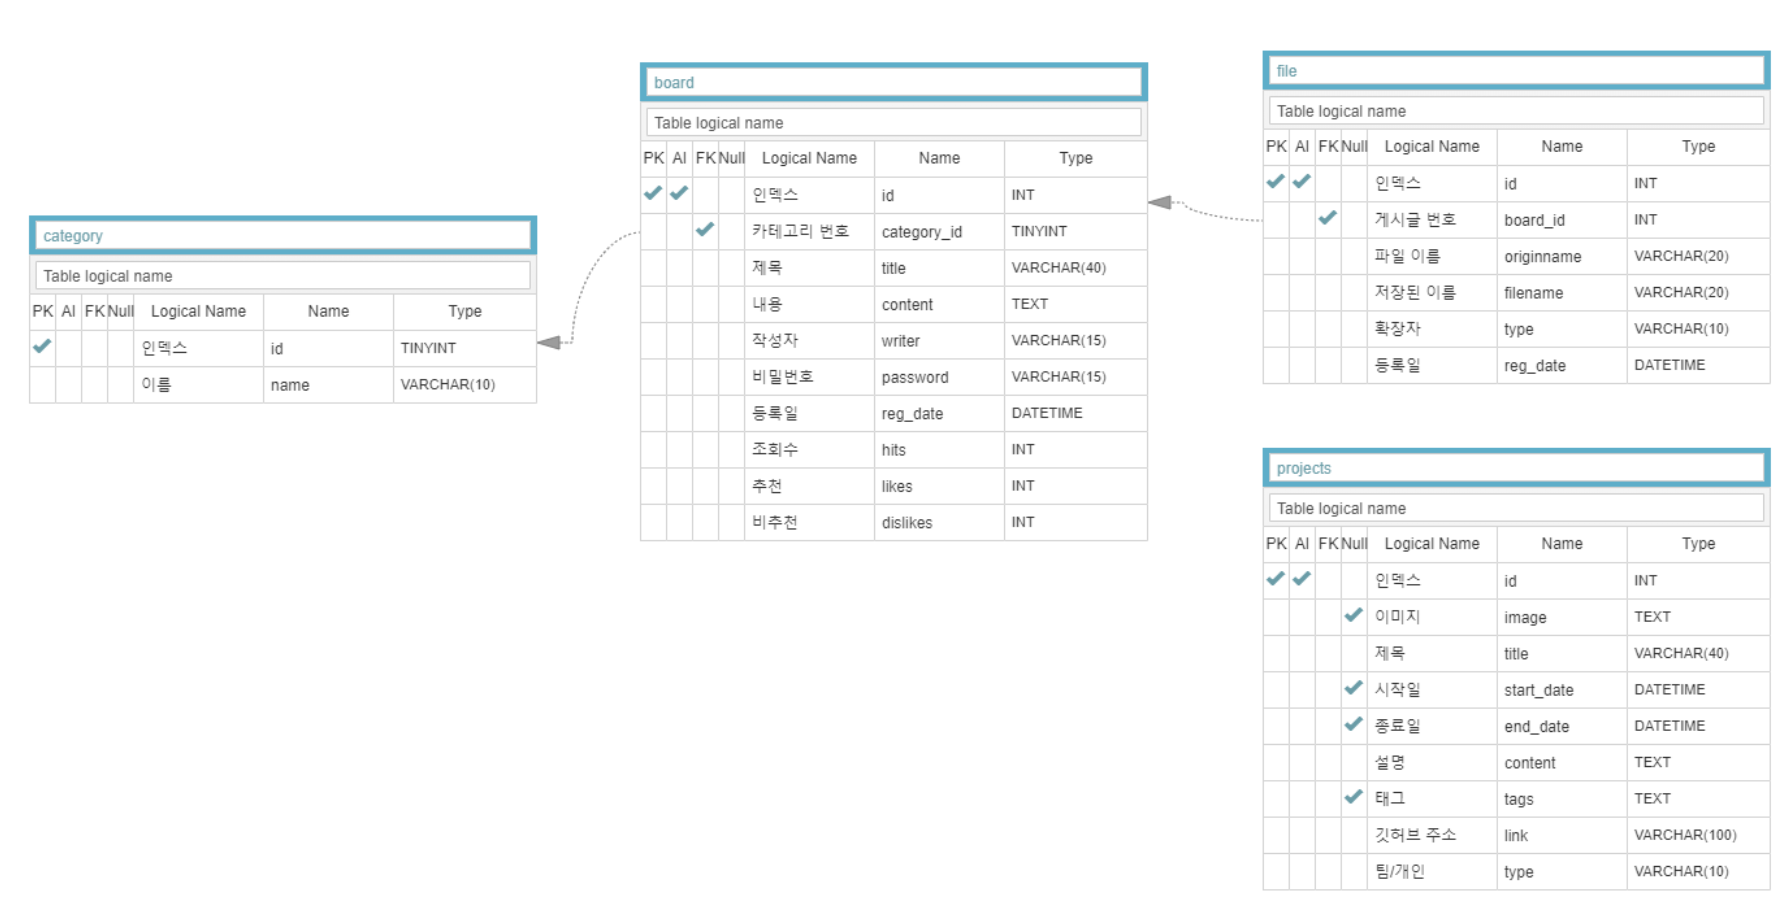 category
Table logical name
PK AI FK Null Logical Name Name Type
인덱스 id TINYINT
이름 name VARCHAR(10)
board
Table logical name
PK AI FK Null Logical Name Name Type
인덱스 id INT
카테고리 번호 category_id TINYINT
제목 title VARCHAR(40)
내용 content TEXT
작성자 writer VARCHAR(15)
비밀번호 password VARCHAR(15)
등록일 reg_date DATETIME
조회수 hits INT
추천 likes INT
비추천 dislikes INT
file
Table logical name
PK AI FK Null Logical Name Name Type
인덱스 id INT
게시글 번호 board_id INT
파일 이름 originname VARCHAR(20)
저장된 이름 filename VARCHAR(20)
확장자 type VARCHAR(10)
등록일 reg_date DATETIME
projects
Table logical name
PK AI FK Null Logical Name Name Type
인덱스 id INT
이미지 image TEXT
제목 title VARCHAR(40)
시작일 start_date DATETIME
종료일 end_date DATETIME
설명 content TEXT
태그 tags TEXT
깃허브 주소 link VARCHAR(100)
팀/개인 type VARCHAR(10)